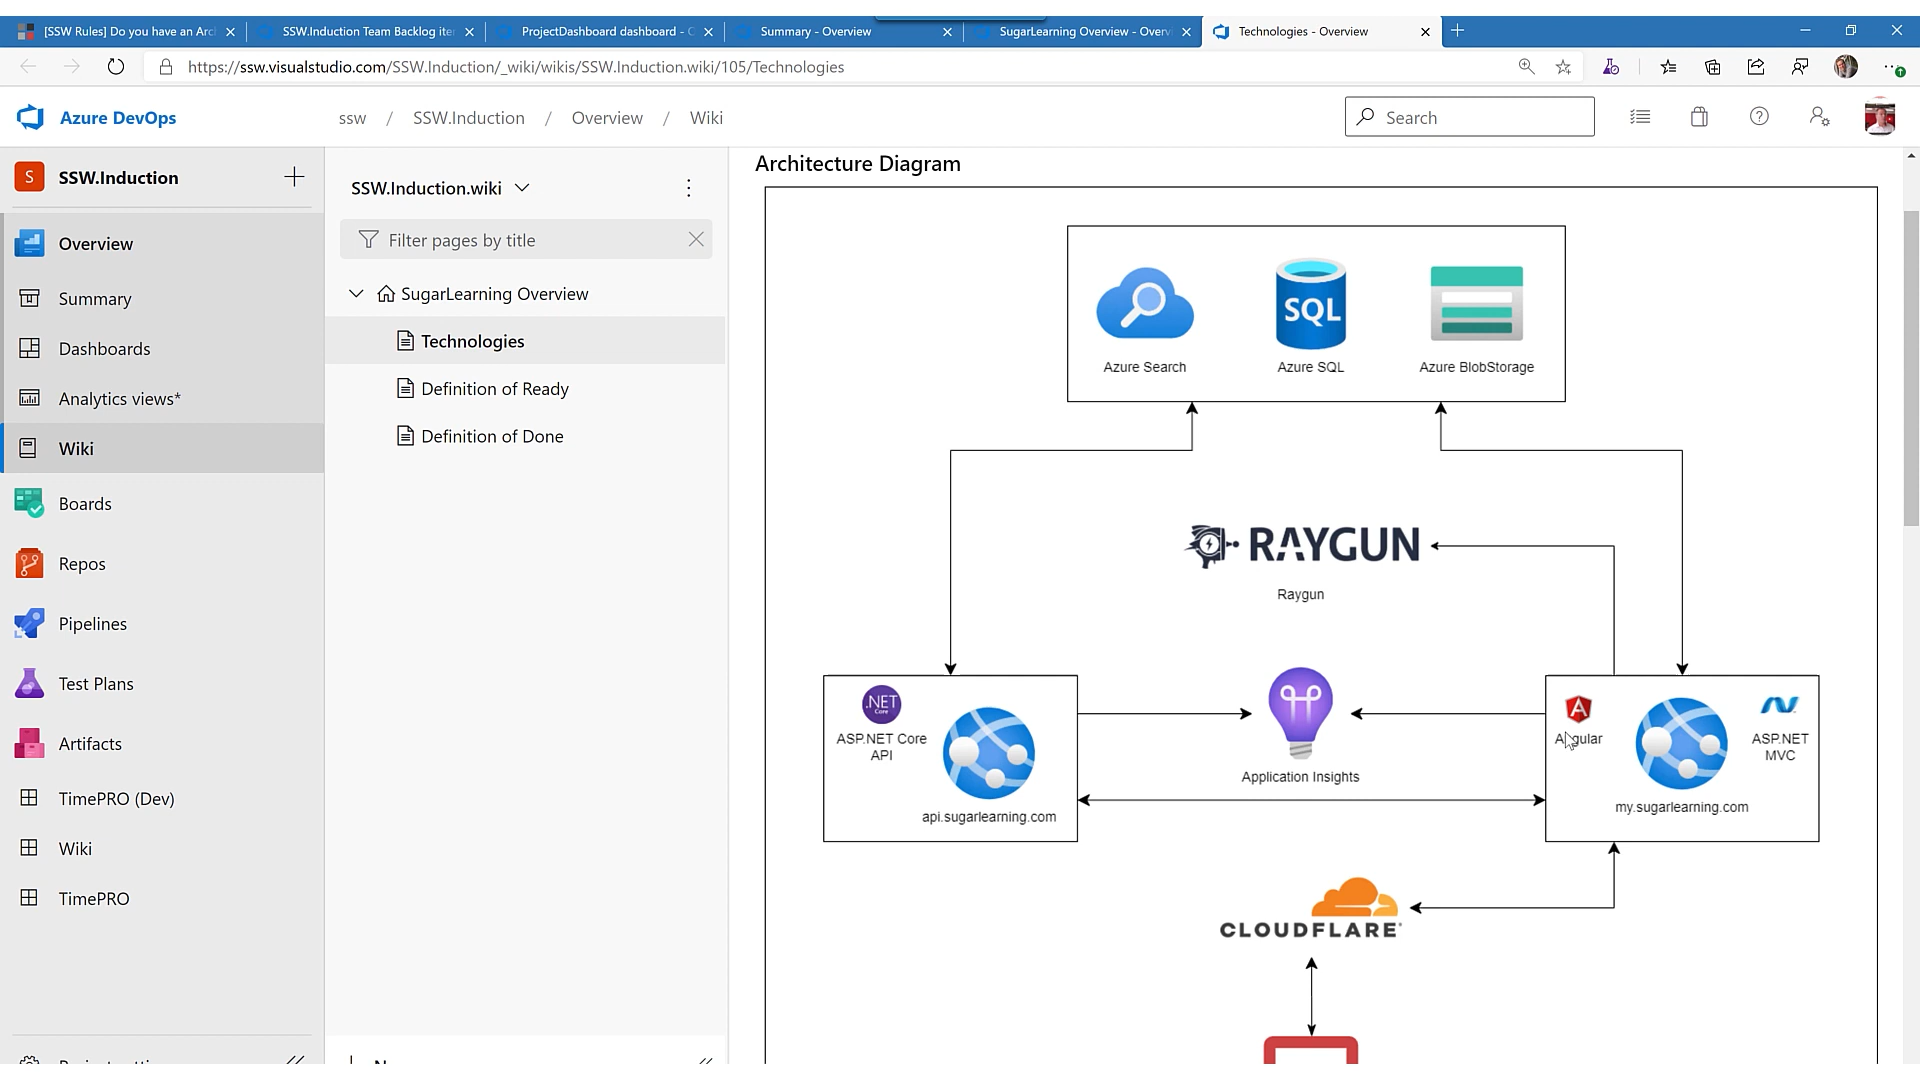 [SSW Rules] Do you have an Arc
SSW.Induction Team Backlog ite
ProjectDashboard dashboard - O
Summary - Overview
SugarLearning Overview - Overvi
Technologies - Overview
https://ssw.visualstudio.com/SSW.Induction/_wiki/wikis/SSW.Induction.wiki/105/Technologies
Azure DevOps
ssw / SSW.Induction / Overview / Wiki
Search
S SSW.Induction
Overview
Summary
Dashboards
Analytics views*
Wiki
Boards
Repos
Pipelines
Test Plans
Artifacts
TimePRO (Dev)
Wiki
TimePRO
SSW.Induction.wiki
Filter pages by title
SugarLearning Overview
Technologies
Definition of Ready
Definition of Done
Architecture Diagram
SQL
Azure Search
Azure SQL
Azure BlobStorage
RAYGUN
Raygun
.NET
Core
ASP.NET Core
API
api.sugarlearning.com
Application Insights
A
Angular
ASP.NET
MVC
my.sugarlearning.com
CLOUDFLARE